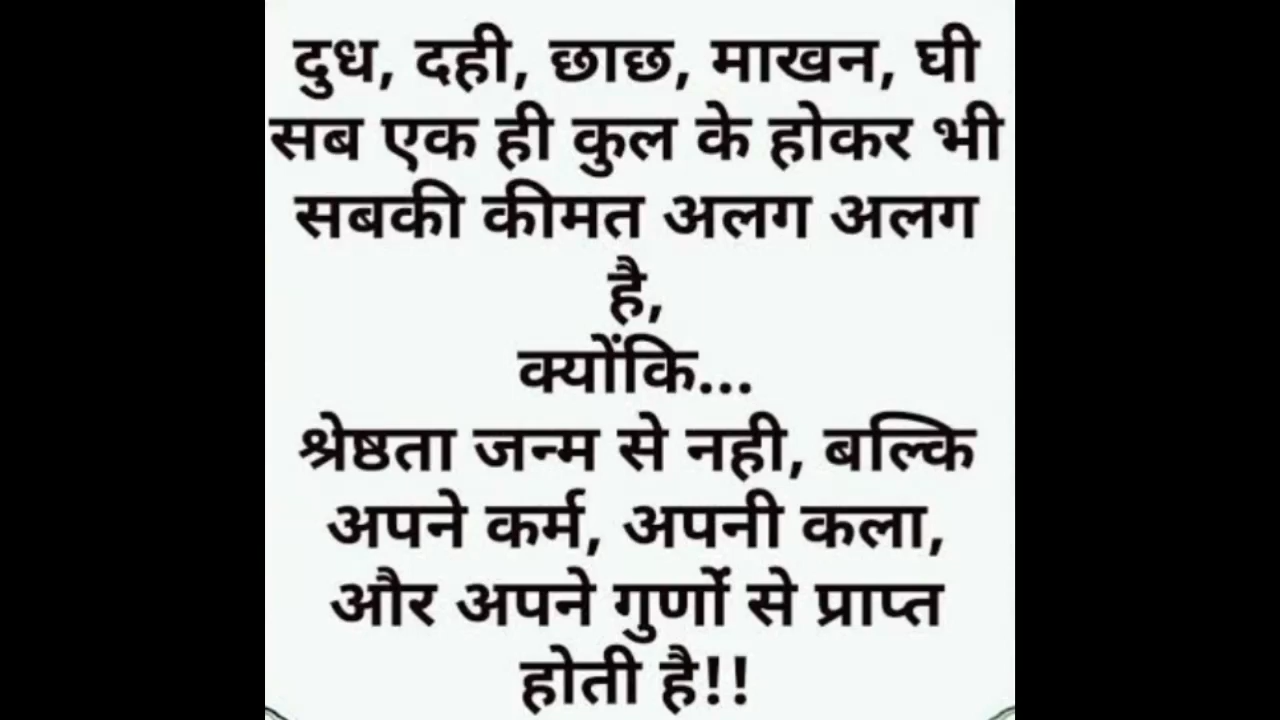 दुध, दही, छाछ, माखन, घी
सब एक ही कुल के होकर भी
सबकी कीमत अलग अलग
है,
क्योंकि...
श्रेष्ठता जन्म से नही, बल्कि
अपने कर्म, अपनी कला,
और अपने गुर्णों से प्राप्त
होती है!!